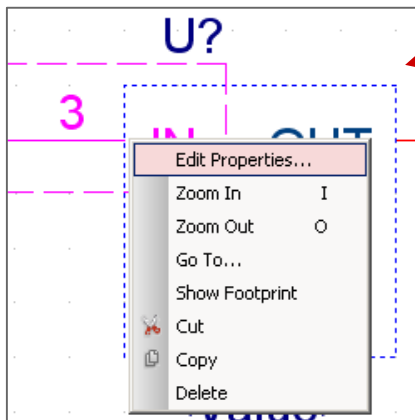 U?
3
IN OUT
Edit Properties...
Zoom In I
Zoom Out O
Go To...
Show Footprint
Cut
Copy
Delete